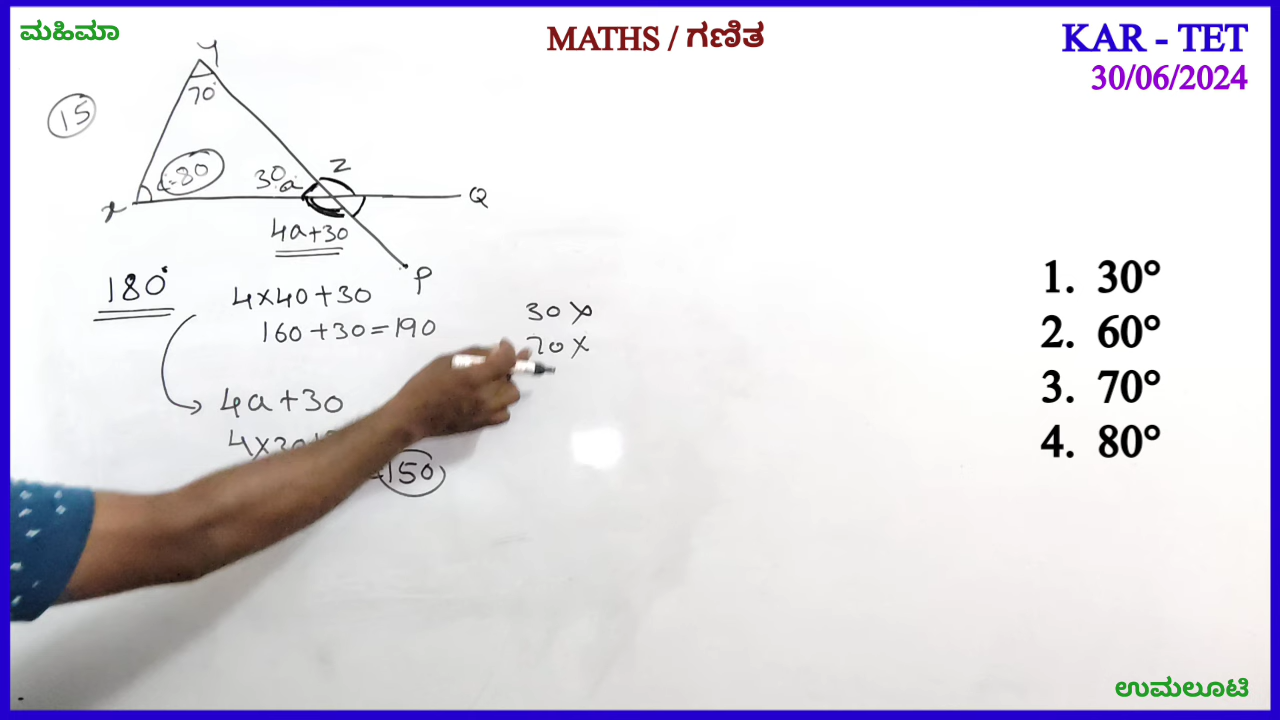 ಮಹಿಮಾ
MATHS / ಗಣಿತ
KAR - TET
30/06/2024
15
Y
70°
80
30
a
Z
x
Q
4a+30
P
180°
4×40+30
160+30=190
4a+30
150
30 ×
70 ×
1. 30°
2. 60°
3. 70°
4. 80°
ಉಮಲೂಟಿ